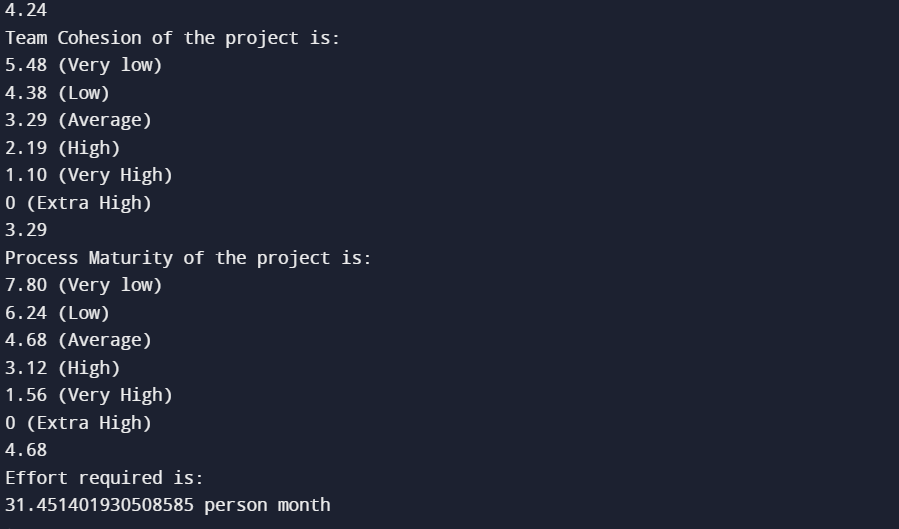 4.24
Team Cohesion of the project is:
5.48 (Very low)
4.38 (Low)
3.29 (Average)
2.19 (High)
1.10 (Very High)
0 (Extra High)
3.29
Process Maturity of the project is:
7.80 (Very low)
6.24 (Low)
4.68 (Average)
3.12 (High)
1.56 (Very High)
0 (Extra High)
4.68
Effort required is:
31.451401930508585 person month